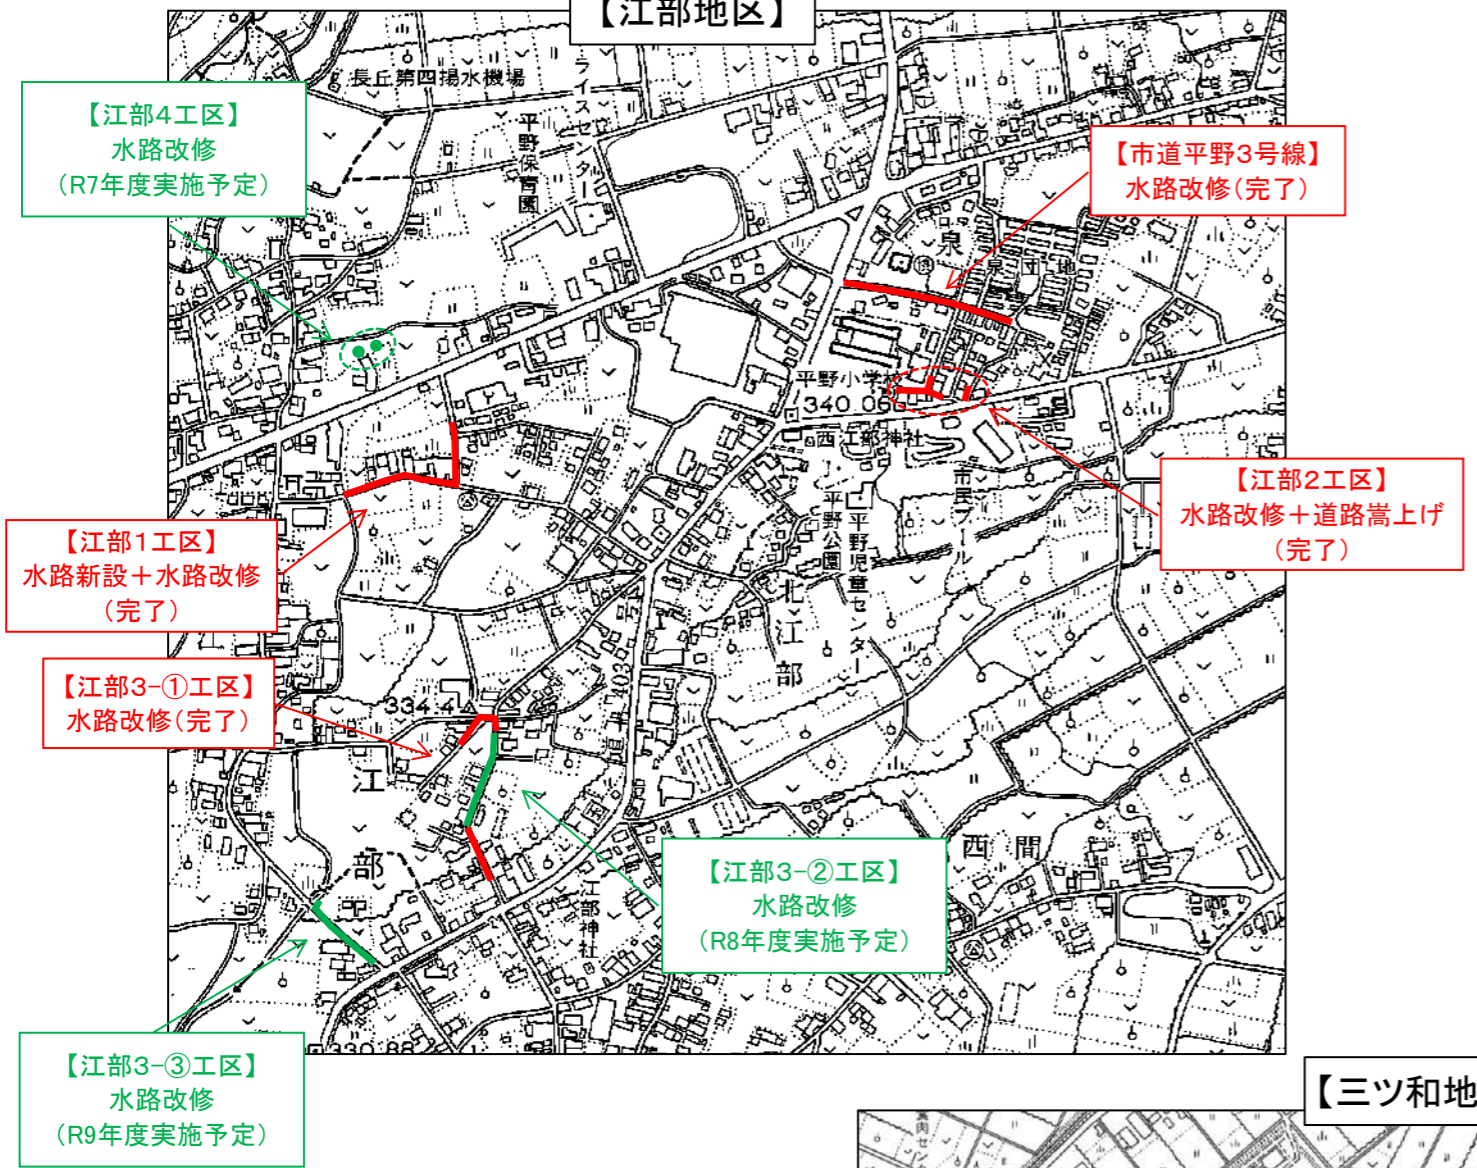 【江部地区】
長丘第四揚水機場
ライスセンター
平野保育園
【江部4工区】
水路改修
（R7年度実施予定）
【市道平野3号線】
水路改修（完了）
泉
泉団地
平野小学校
340.06
西江部神社
市民プール
平野公園
平野児童センター
【江部2工区】
水路改修＋道路嵩上げ
（完了）
【江部1工区】
水路新設＋水路改修
（完了）
北江部
【江部3-①工区】
水路改修（完了）
334.4
403
江部
西間
江部神社
【江部3-②工区】
水路改修
（R8年度実施予定）
330.88
【江部3-③工区】
水路改修
（R9年度実施予定）
【三ツ和地